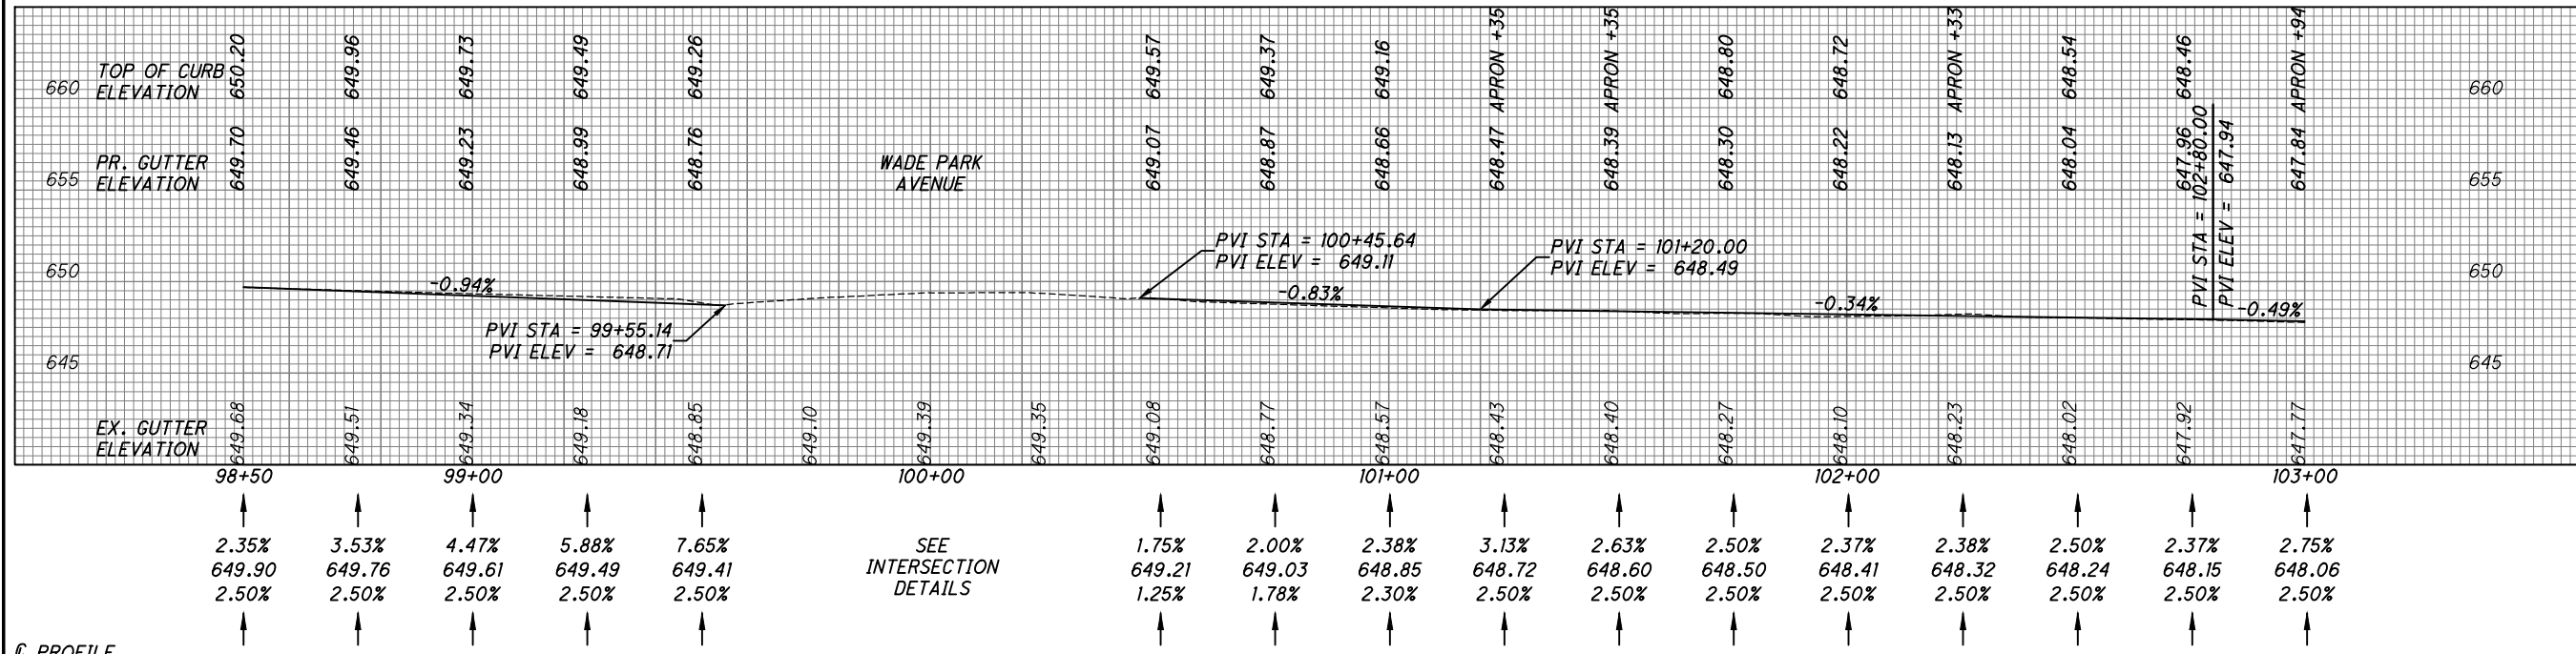 TOP OF CURB
ELEVATION
650.20 649.96 649.73 649.49 649.26 649.57 649.37 649.16 APRON +35 APRON +35 648.80 648.72 APRON +33 648.54 648.46 APRON +94
660 660
PR. GUTTER
ELEVATION
649.70 649.46 649.23 648.99 648.76 649.07 648.87 648.66 648.47 648.39 648.30 648.22 648.13 648.04 647.96 647.84
WADE PARK
AVENUE
655 655
PVI STA = 102+80.00
PVI ELEV = 647.94
PVI STA = 100+45.64
PVI ELEV = 649.11
PVI STA = 101+20.00
PVI ELEV = 648.49
650 650
-0.94% -0.83% -0.34% -0.49%
PVI STA = 99+55.14
PVI ELEV = 648.71
645 645
EX. GUTTER
ELEVATION
649.68 649.51 649.34 649.18 648.85 649.10 649.39 649.35 649.08 648.77 648.57 648.43 648.40 648.27 648.10 648.23 648.02 647.92 647.77
98+50 99+00 100+00 101+00 102+00 103+00
2.35% 3.53% 4.47% 5.88% 7.65% SEE 1.75% 2.00% 2.38% 3.13% 2.63% 2.50% 2.37% 2.38% 2.50% 2.37% 2.75%
649.90 649.76 649.61 649.49 649.41 INTERSECTION 649.21 649.03 648.85 648.72 648.60 648.50 648.41 648.32 648.24 648.15 648.06
2.50% 2.50% 2.50% 2.50% 2.50% DETAILS 1.25% 1.78% 2.30% 2.50% 2.50% 2.50% 2.50% 2.50% 2.50% 2.50% 2.50%
℄ PROFILE